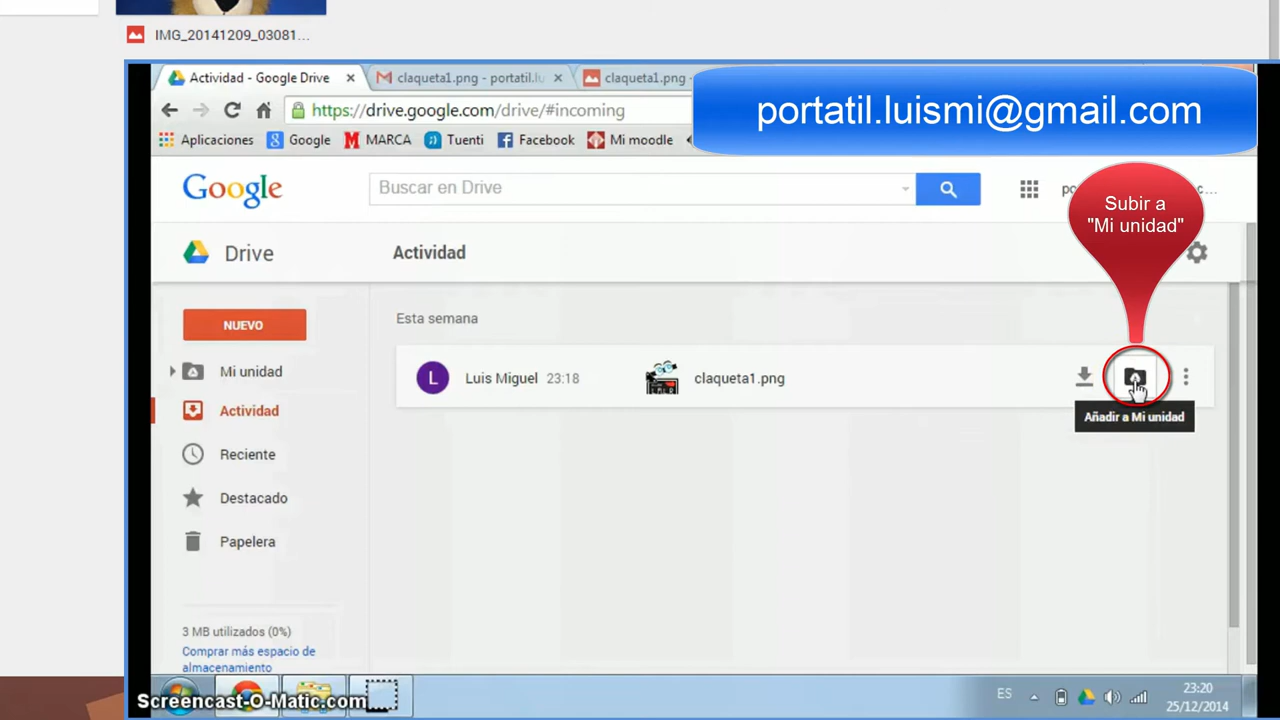 IMG_20141209_03081...
Actividad - Google Drive
claqueta1.png - portatil.lu
claqueta1.png -
portatil.luismi@gmail.com
https://drive.google.com/drive/#incoming
Aplicaciones Google MARCA Tuenti Facebook Mi moodle
Google
Buscar en Drive
Subir a
"Mi unidad"
Drive
Actividad
NUEVO
Esta semana
Mi unidad
L Luis Miguel 23:18 claqueta1.png
Actividad
Añadir a Mi unidad
Reciente
Destacado
Papelera
3 MB utilizados (0%)
Comprar más espacio de
almacenamiento
Screencast-O-Matic.com
ES
23:20
25/12/2014